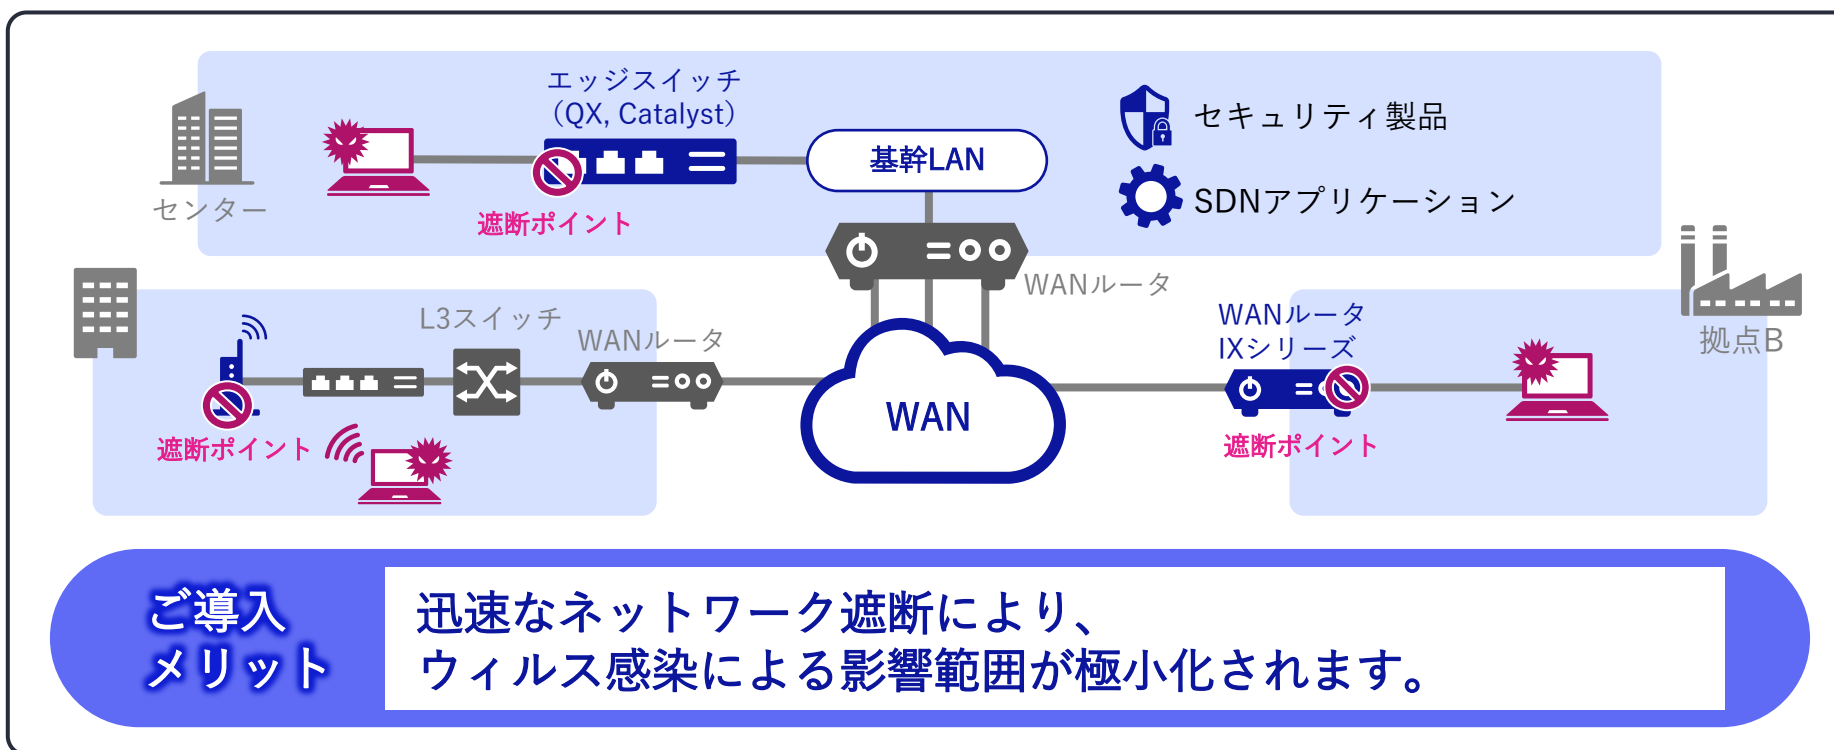 エッジスイッチ
（QX, Catalyst）
セキュリティ製品
基幹LAN
SDNアプリケーション
センター
遮断ポイント
WANルータ
L3スイッチ
WANルータ
WANルータ
IXシリーズ
拠点B
WAN
遮断ポイント
遮断ポイント
ご導入
メリット
迅速なネットワーク遮断により、
ウィルス感染による影響範囲が極小化されます。